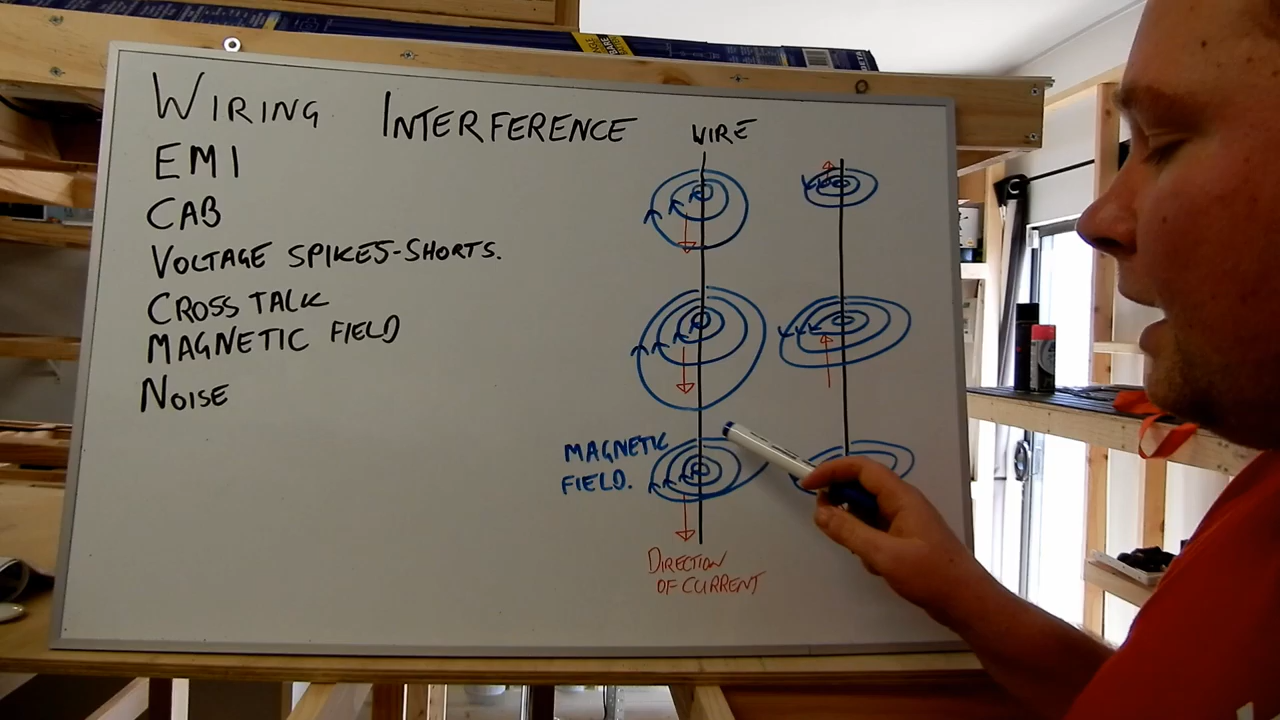 WIRING INTERFERENCE
EMI
CAB
VOLTAGE SPIKES-SHORTS.
CROSS TALK
MAGNETIC FIELD
NOISE
WIRE
MAGNETIC
FIELD.
DIRECTION
OF CURRENT